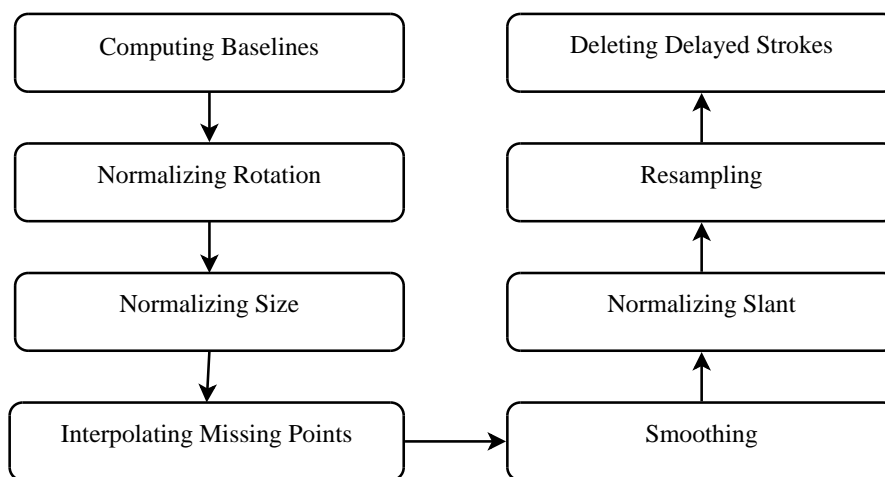 Computing Baselines
Normalizing Rotation
Normalizing Size
Interpolating Missing Points
Smoothing
Normalizing Slant
Resampling
Deleting Delayed Strokes